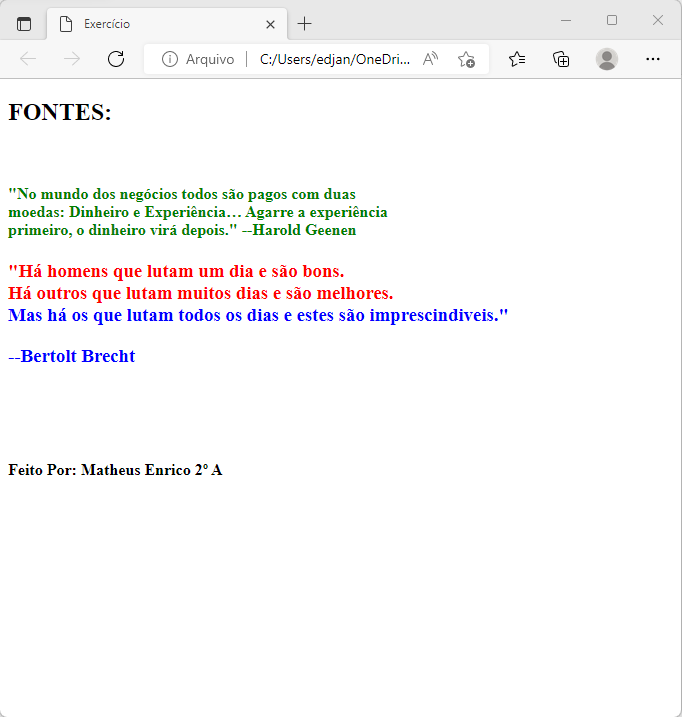 Exercício
Arquivo
C:/Users/edjan/OneDri...
FONTES:
"No mundo dos negócios todos são pagos com duas
moedas: Dinheiro e Experiência… Agarre a experiência
primeiro, o dinheiro virá depois." --Harold Geenen
"Há homens que lutam um dia e são bons.
Há outros que lutam muitos dias e são melhores.
Mas há os que lutam todos os dias e estes são imprescindiveis."
--Bertolt Brecht
Feito Por: Matheus Enrico 2º A